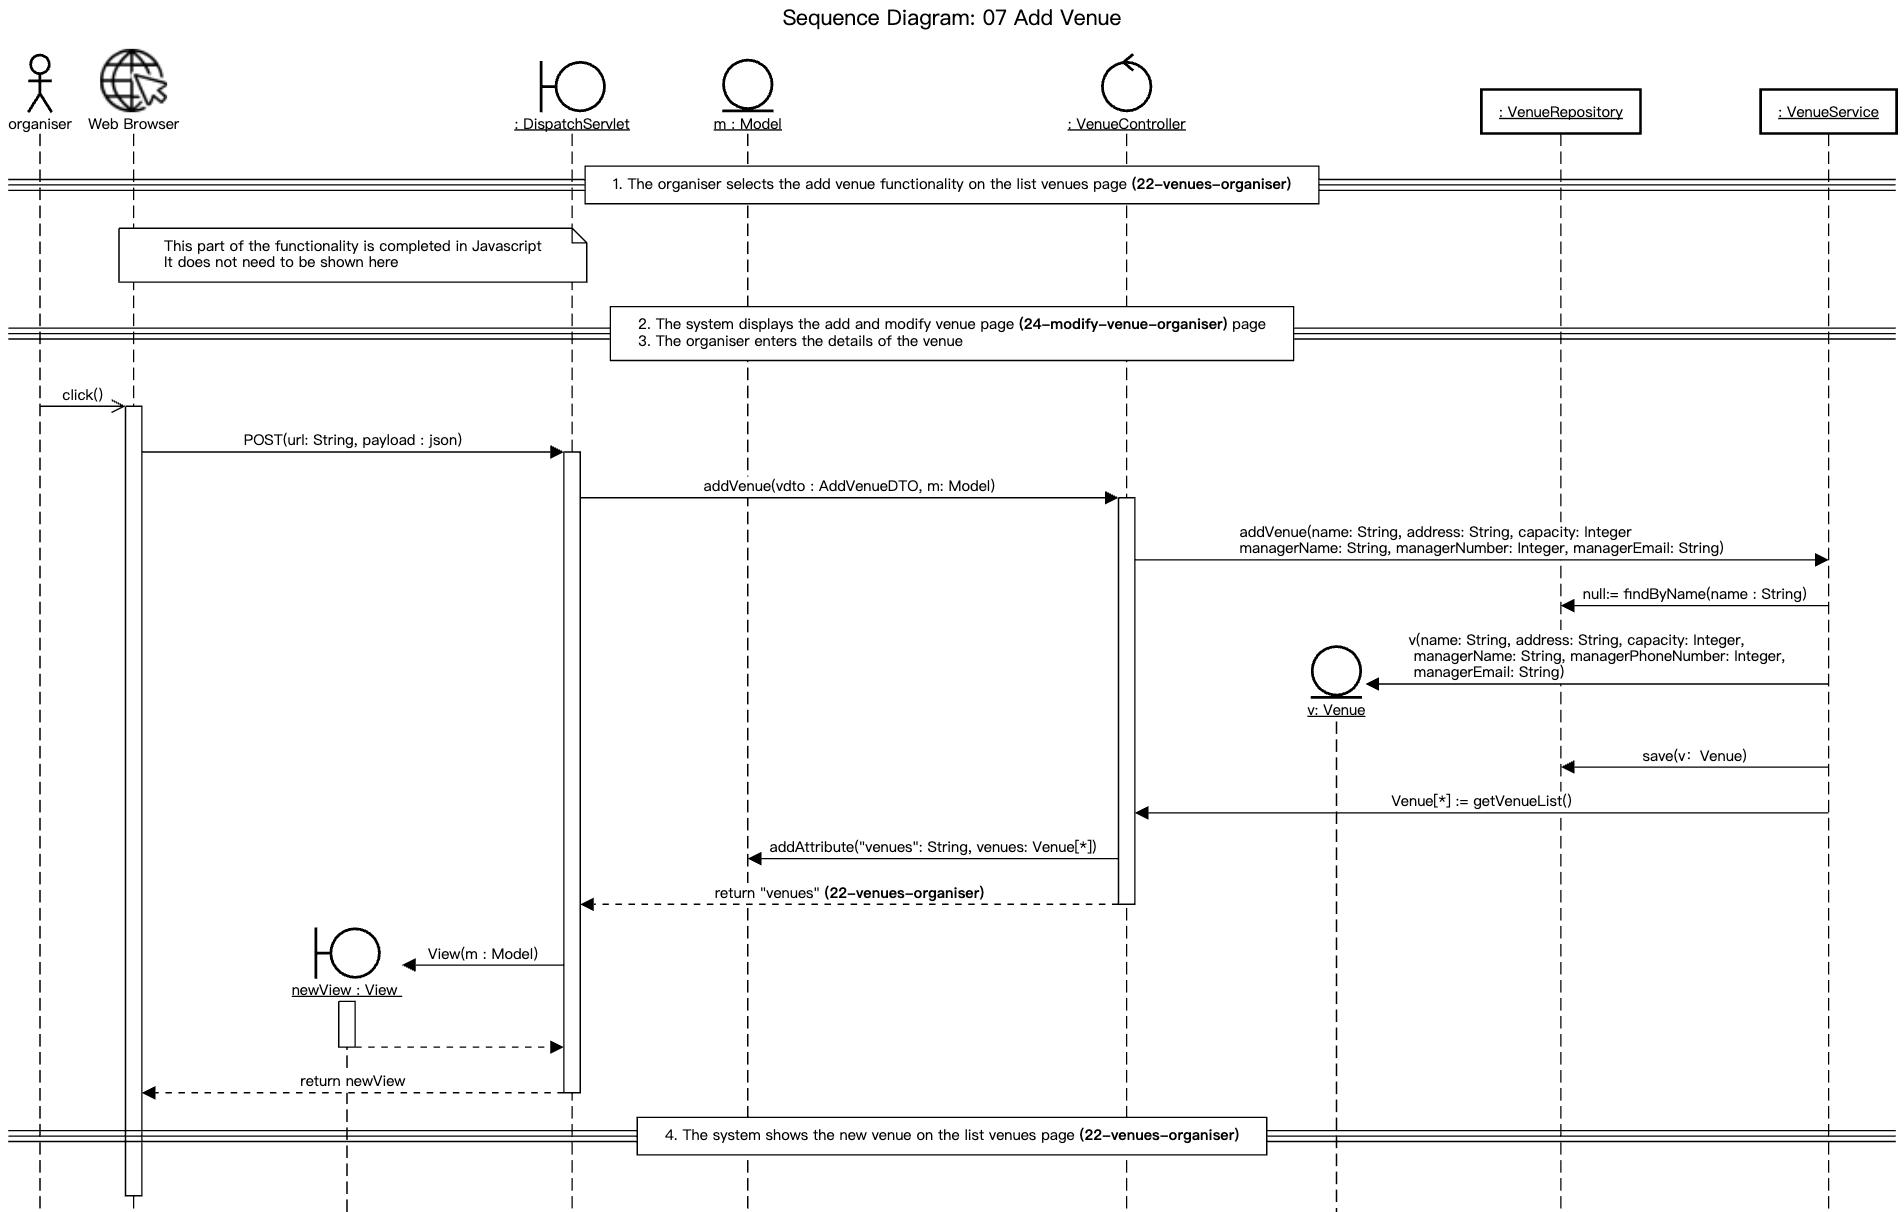 Sequence Diagram: 07 Add Venue
organiser
Web Browser
: DispatchServlet
m : Model
: VenueController
: VenueRepository
: VenueService
1. The organiser selects the add venue functionality on the list venues page (22-venues-organiser)
This part of the functionality is completed in Javascript
It does not need to be shown here
2. The system displays the add and modify venue page (24-modify-venue-organiser) page
3. The organiser enters the details of the venue
click()
POST(url: String, payload : json)
addVenue(vdto : AddVenueDTO, m: Model)
addVenue(name: String, address: String, capacity: Integer
managerName: String, managerNumber: Integer, managerEmail: String)
null:= findByName(name : String)
v(name: String, address: String, capacity: Integer,
managerName: String, managerPhoneNumber: Integer,
managerEmail: String)
v: Venue
save(v：Venue)
Venue[*] := getVenueList()
addAttribute("venues": String, venues: Venue[*])
return "venues" (22-venues-organiser)
View(m : Model)
newView : View
return newView
4. The system shows the new venue on the list venues page (22-venues-organiser)